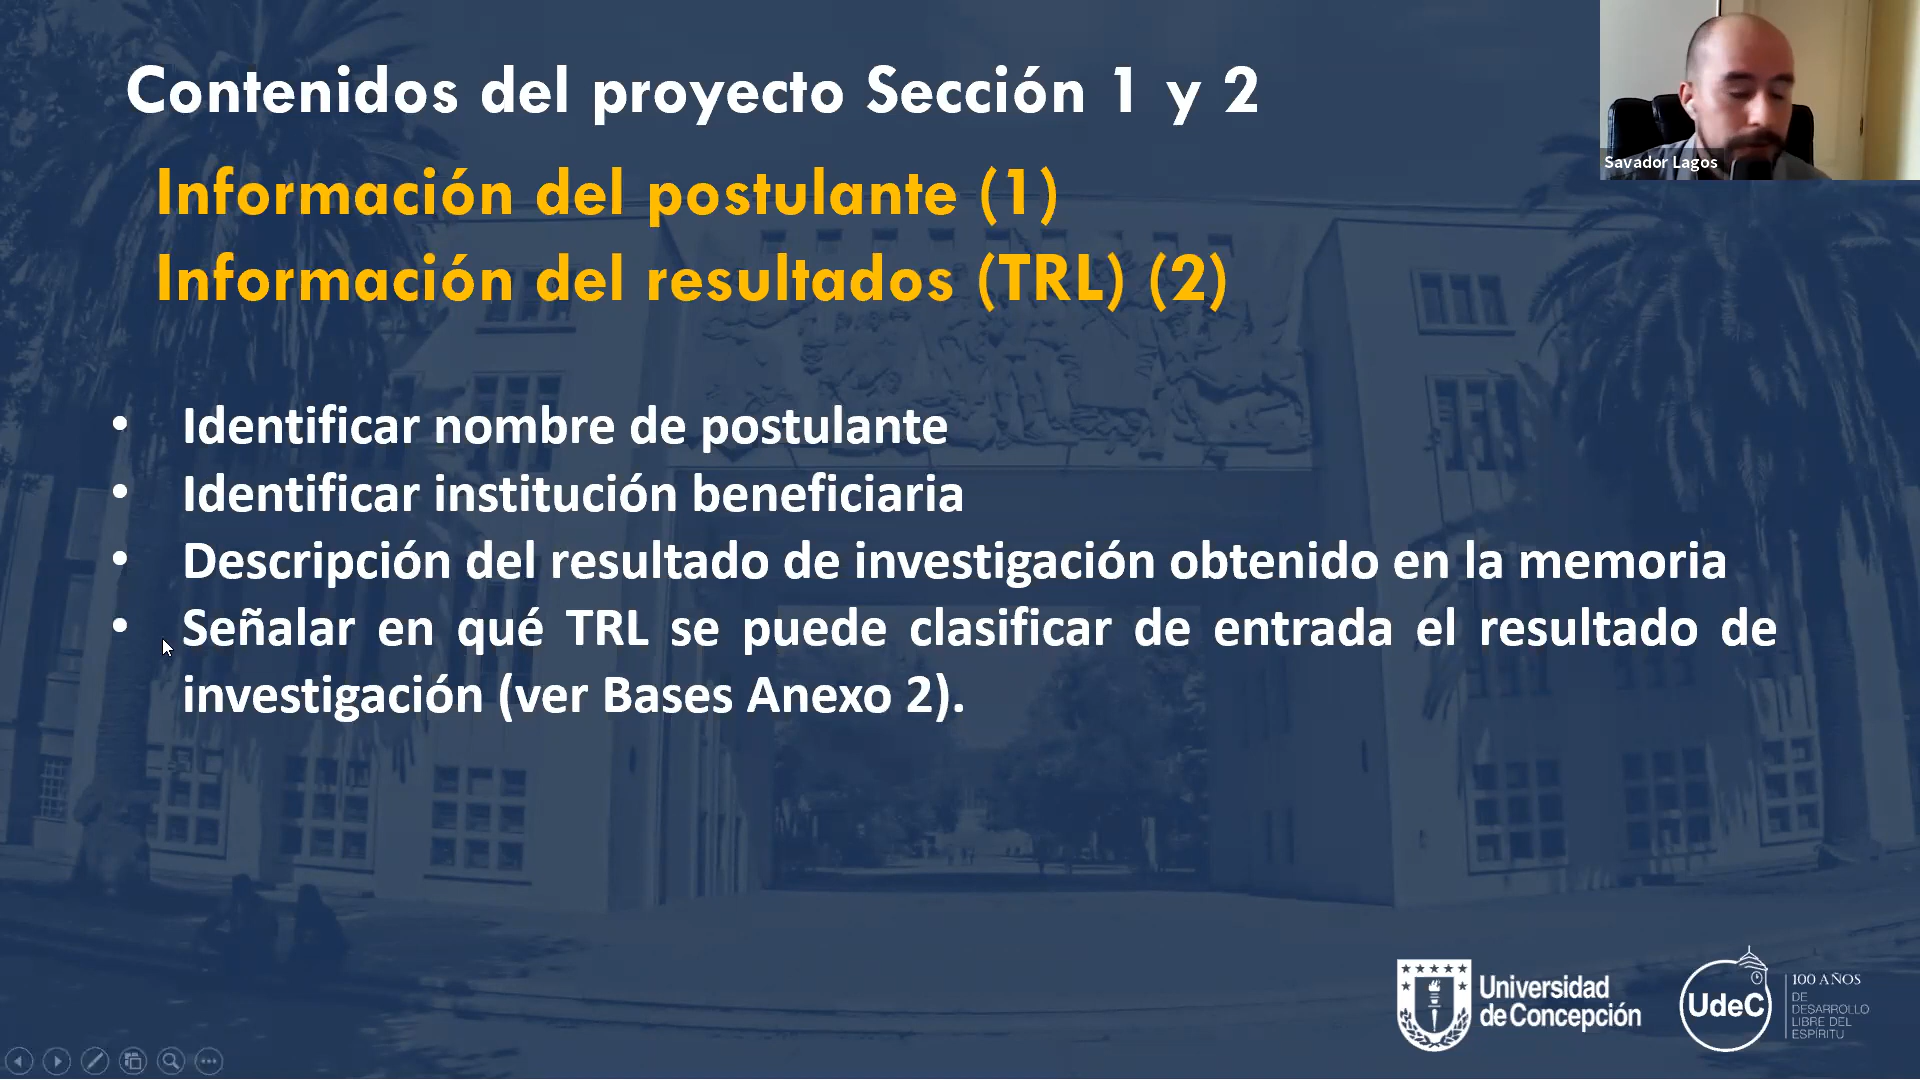 Contenidos del proyecto Sección 1 y 2
Información del postulante (1)
Información del resultados (TRL) (2)
• Identificar nombre de postulante
• Identificar institución beneficiaria
• Descripción del resultado de investigación obtenido en la memoria
• Señalar en qué TRL se puede clasificar de entrada el resultado de
investigación (ver Bases Anexo 2).
Savador Lagos
Universidad
de Concepción
UdeC
100 AÑOS
DE
DESARROLLO
LIBRE DEL
ESPÍRITU